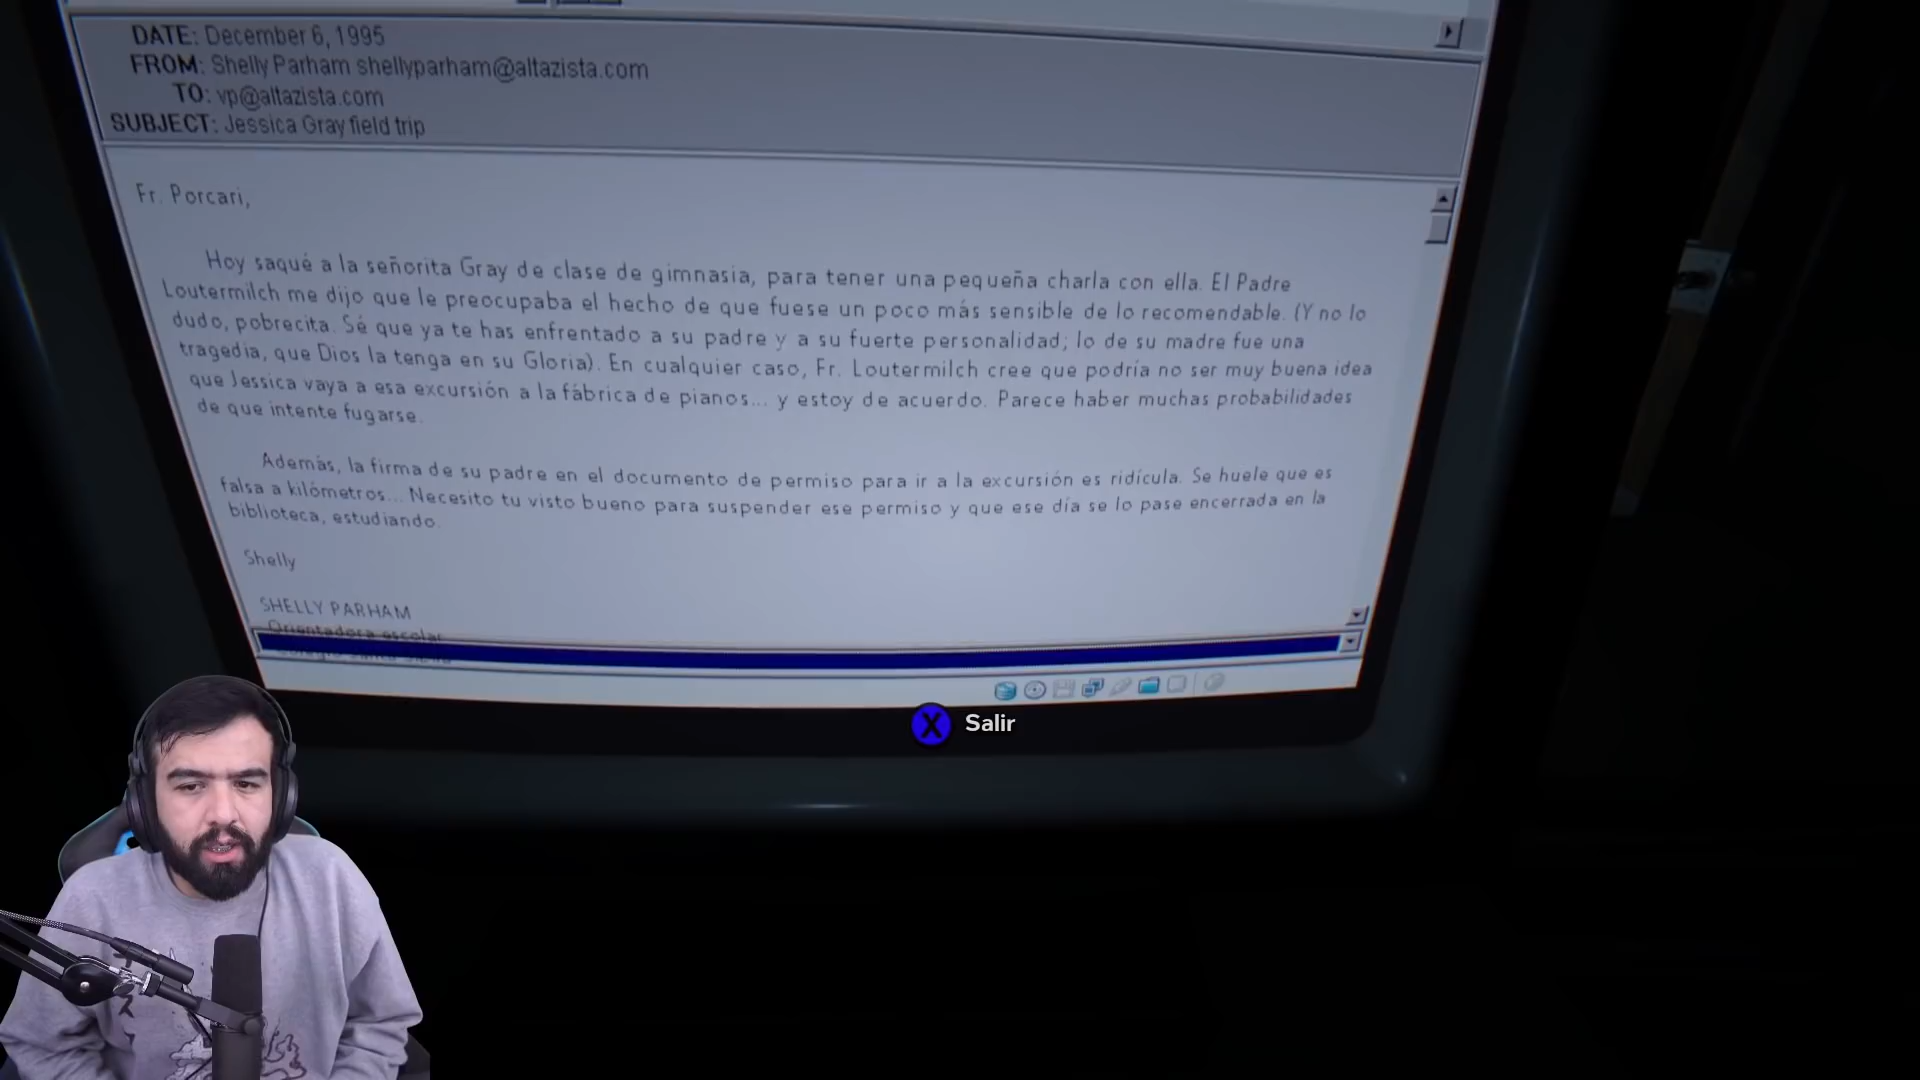 DATE: December 6, 1995
FROM: Shelly Parham shellyparham@altazista.com
TO: vp@altazista.com
SUBJECT: Jessica Gray field trip
Fr. Porcari,
Hoy saqué a la señorita Gray de clase de gimnasia, para tener una pequeña charla con ella. El Padre
Loutermilch me dijo que le preocupaba el hecho de que fuese un poco más sensible de lo recomendable. (Y no lo
dudo, pobrecita. Sé que ya te has enfrentado a su padre y a su fuerte personalidad; lo de su madre fue una
tragedia, que Dios la tenga en su Gloria). En cualquier caso, Fr. Loutermilch cree que podría no ser muy buena idea
que Jessica vaya a esa excursión a la fábrica de pianos... y estoy de acuerdo. Parece haber muchas probabilidades
de que intente fugarse.
Además, la firma de su padre en el documento de permiso para ir a la excursión es ridícula. Se huele que es
falsa a kilómetros... Necesito tu visto bueno para suspender ese permiso y que ese día se lo pase encerrada en la
biblioteca, estudiando.
Shelly
SHELLY PARHAM
Orientadora escolar
X Salir